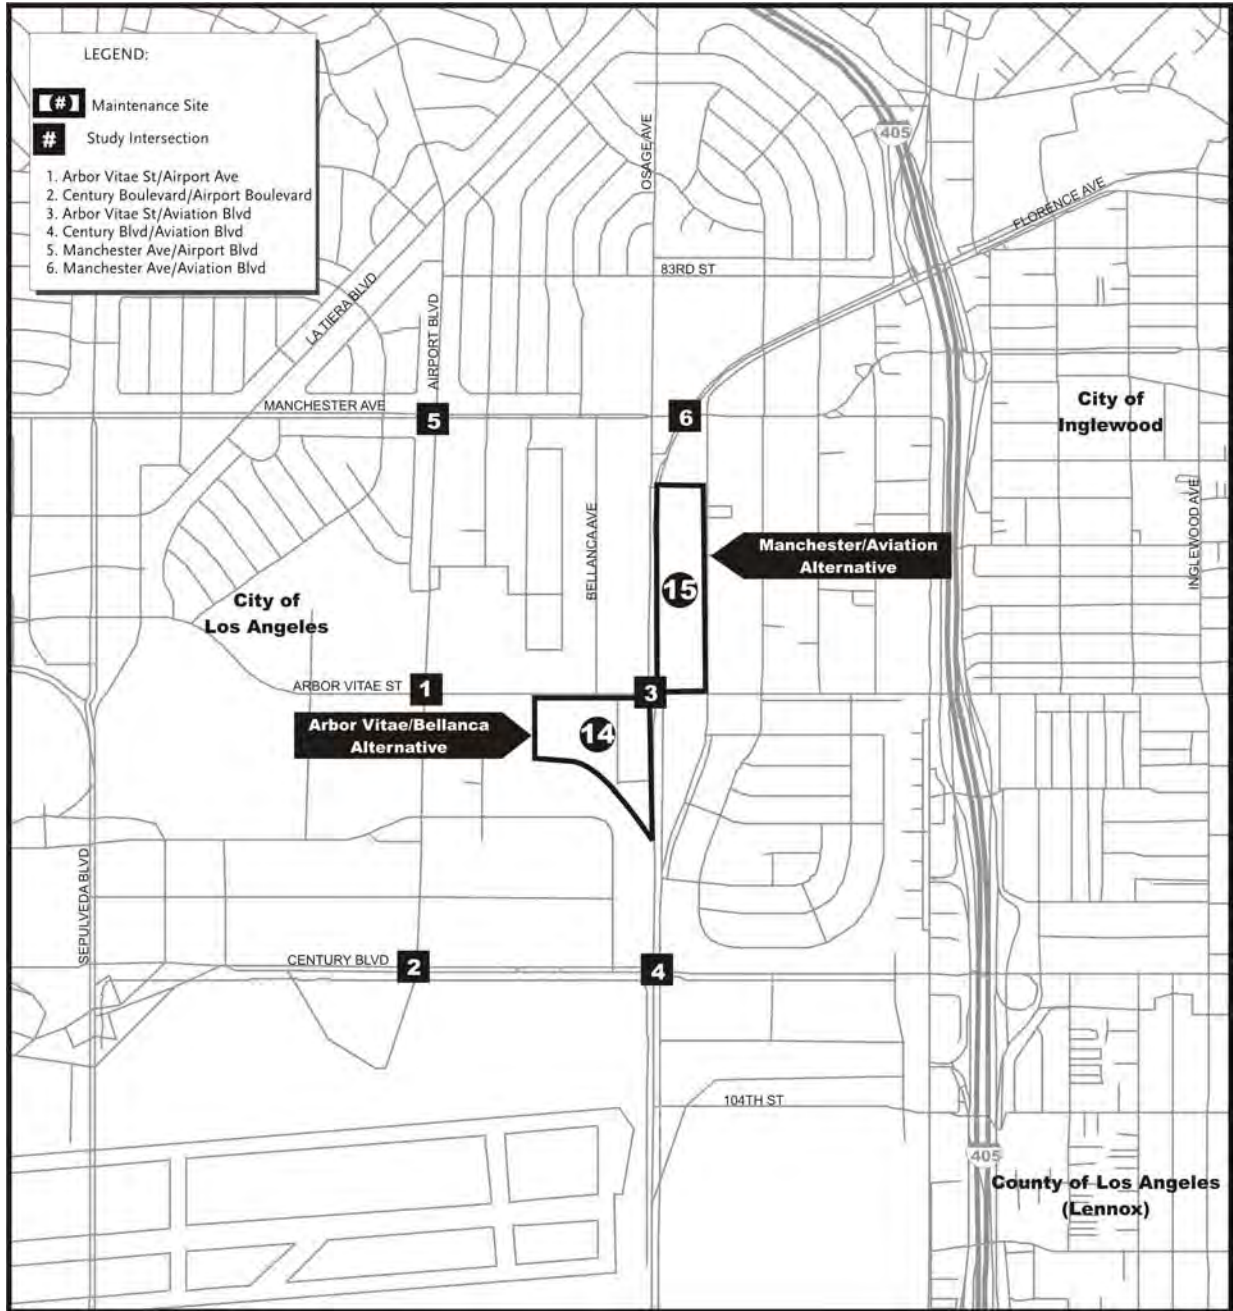 LEGEND:
(#) Maintenance Site
# Study Intersection
1. Arbor Vitae St/Airport Ave
2. Century Boulevard/Airport Boulevard
3. Arbor Vitae St/Aviation Blvd
4. Century Blvd/Aviation Blvd
5. Manchester Ave/Airport Blvd
6. Manchester Ave/Aviation Blvd
OSAGE AVE
405
FLORENCE AVE
83RD ST
LA TIERA BLVD
AIRPORT BLVD
MANCHESTER AVE
5
6
City of
Inglewood
BELLANCA AVE
INGLEWOOD AVE
Manchester/Aviation
Alternative
15
City of
Los Angeles
ARBOR VITAE ST
1
3
Arbor Vitae/Bellanca
Alternative
14
SEPULVEDA BLVD
CENTURY BLVD
2
4
104TH ST
405
County of Los Angeles
(Lennox)